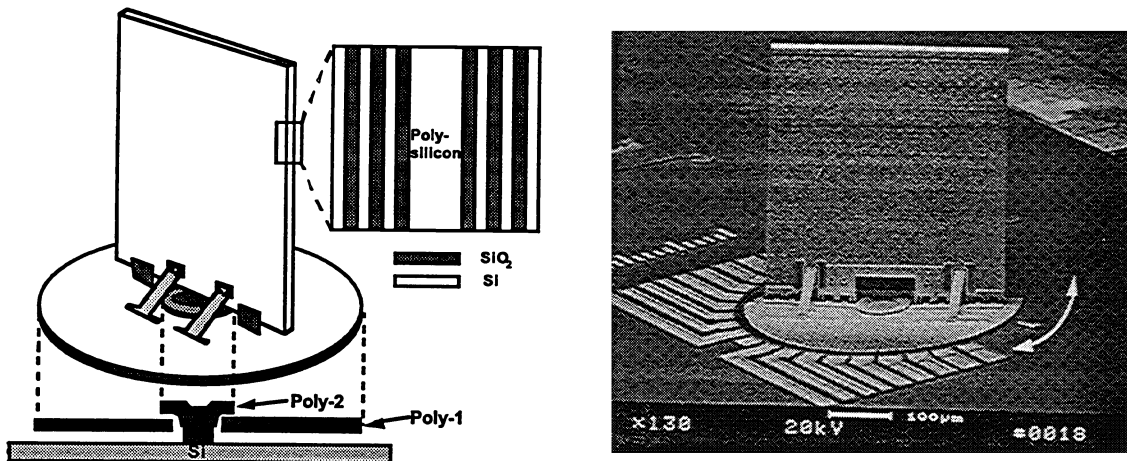 Poly-
silicon
SiO2
Si
Poly-2
Poly-1
Si
100µm
x130
20kV
#0018